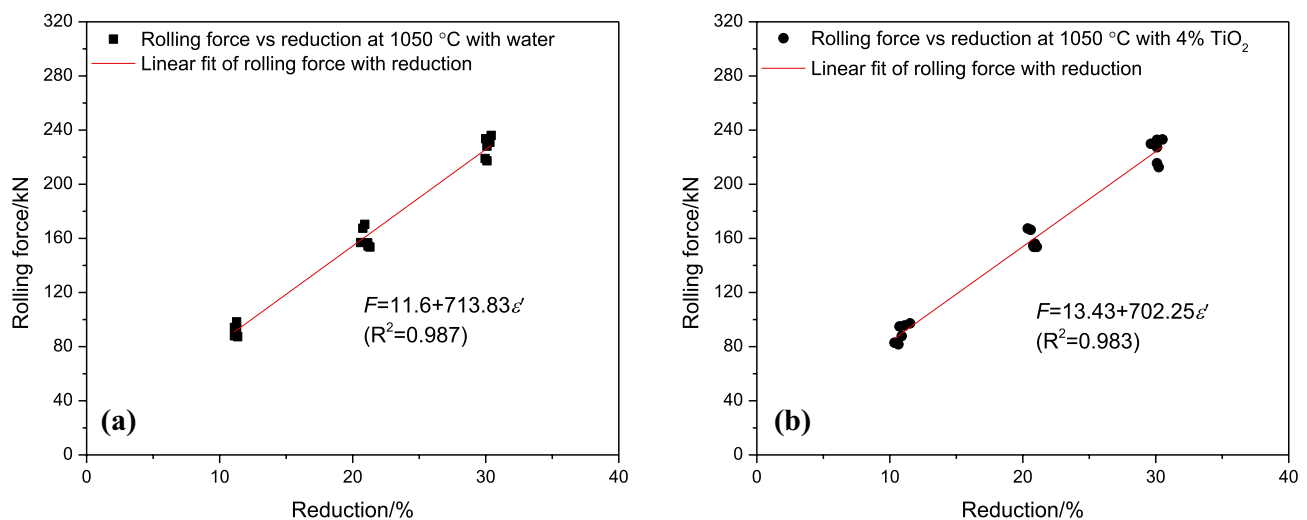 320
280
240
200
160
120
80
40
0
Rolling force/kN
Rolling force vs reduction at 1050 °C with water
Linear fit of rolling force with reduction
F=11.6+713.83ε′
(R²=0.987)
(a)
0 10 20 30 40
Reduction/%
320
280
240
200
160
120
80
40
0
Rolling force/kN
Rolling force vs reduction at 1050 °C with 4% TiO₂
Linear fit of rolling force with reduction
F=13.43+702.25ε′
(R²=0.983)
(b)
0 10 20 30 40
Reduction/%